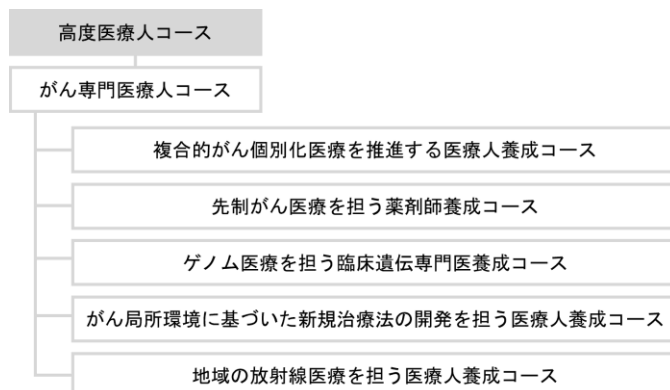 高度医療人コース
がん専門医療人コース
複合的がん個別化医療を推進する医療人養成コース
先制がん医療を担う薬剤師養成コース
ゲノム医療を担う臨床遺伝専門医養成コース
がん局所環境に基づいた新規治療法の開発を担う医療人養成コース
地域の放射線医療を担う医療人養成コース